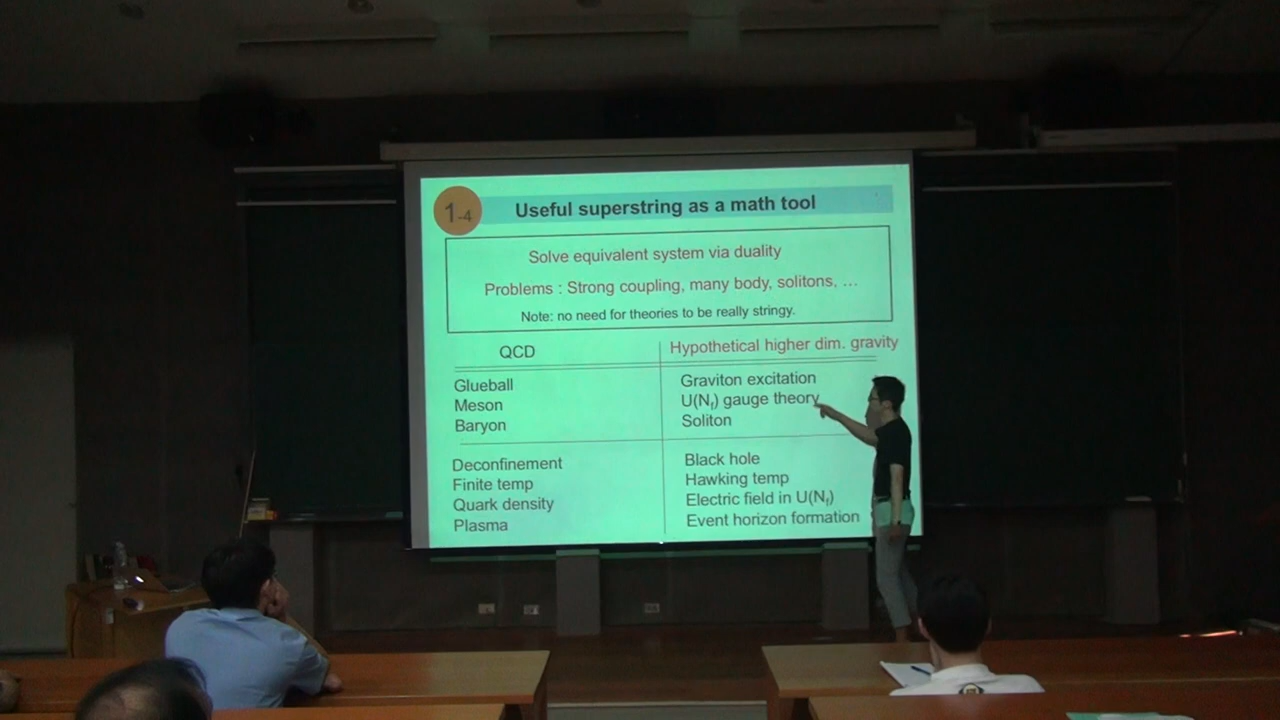 1-4
Useful superstring as a math tool
Solve equivalent system via duality
Problems : Strong coupling, many body, solitons, …
Note: no need for theories to be really stringy.
QCD Hypothetical higher dim. gravity
Glueball Graviton excitation
Meson U(Nf) gauge theory
Baryon Soliton
Deconfinement Black hole
Finite temp Hawking temp
Quark density Electric field in U(Nf)
Plasma Event horizon formation